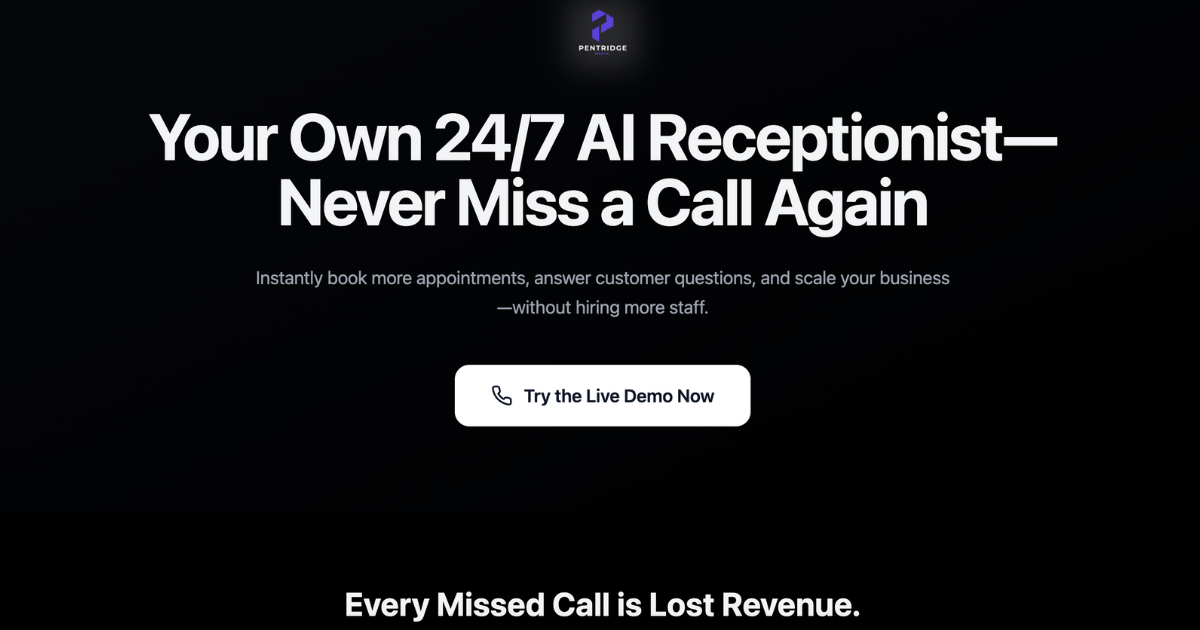 PENTRIDGE
MEDIA
Your Own 24/7 AI Receptionist—
Never Miss a Call Again
Instantly book more appointments, answer customer questions, and scale your business
—without hiring more staff.
Try the Live Demo Now
Every Missed Call is Lost Revenue.